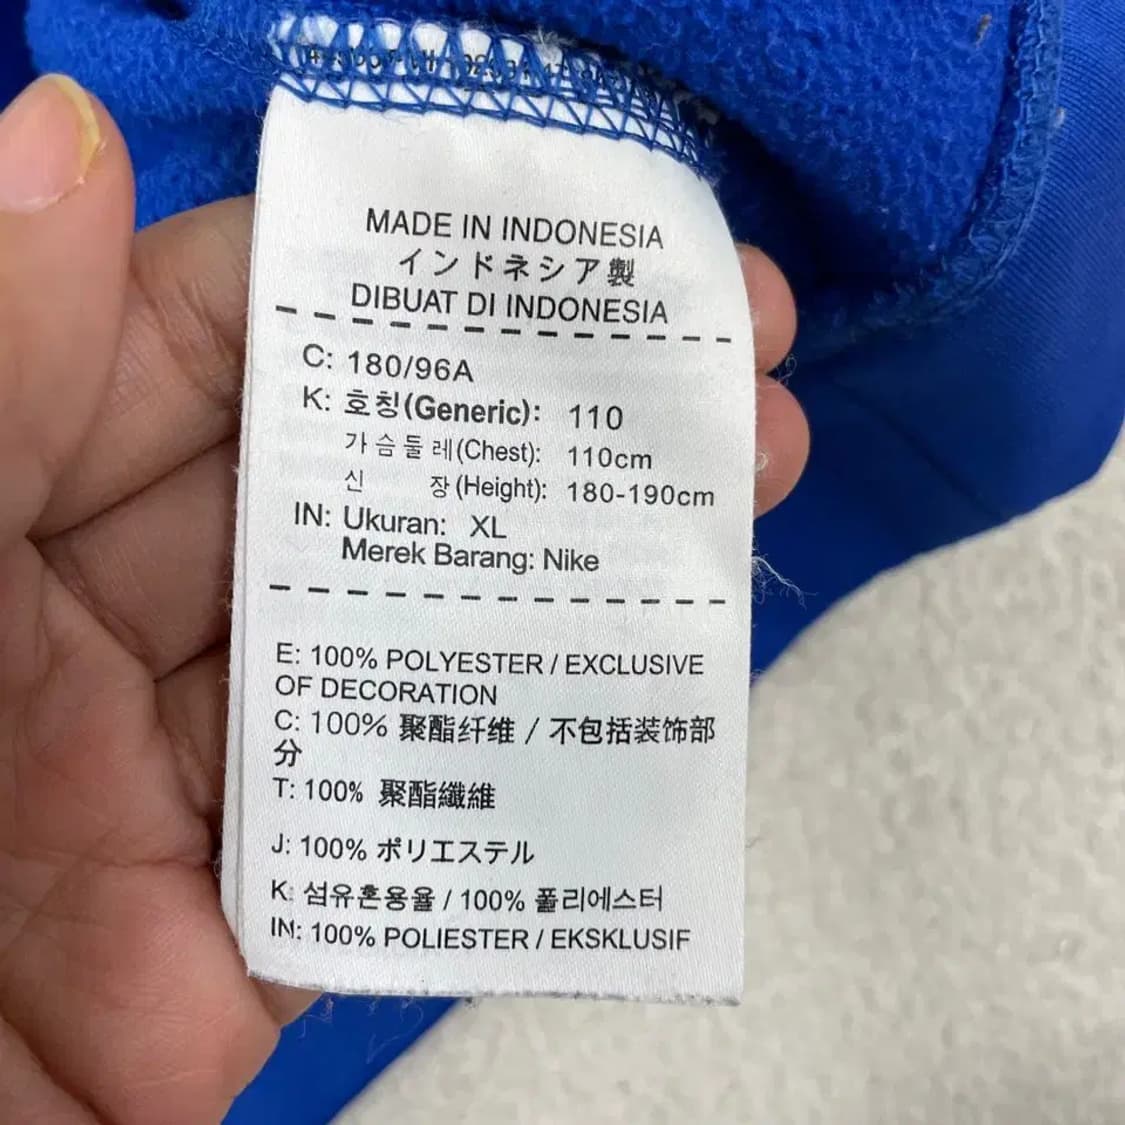 MADE IN INDONESIA
インドネシア製
DIBUAT DI INDONESIA
C: 180/96A
K: 호칭(Generic): 110
가슴둘레(Chest): 110cm
신 장(Height): 180-190cm
IN: Ukuran: XL
Merek Barang: Nike
E: 100% POLYESTER / EXCLUSIVE
OF DECORATION
C: 100% 聚酯纤维 / 不包括装饰部
分
T: 100% 聚酯纖維
J: 100% ポリエステル
K: 섬유혼용율 / 100% 폴리에스터
IN: 100% POLIESTER / EKSKLUSIF